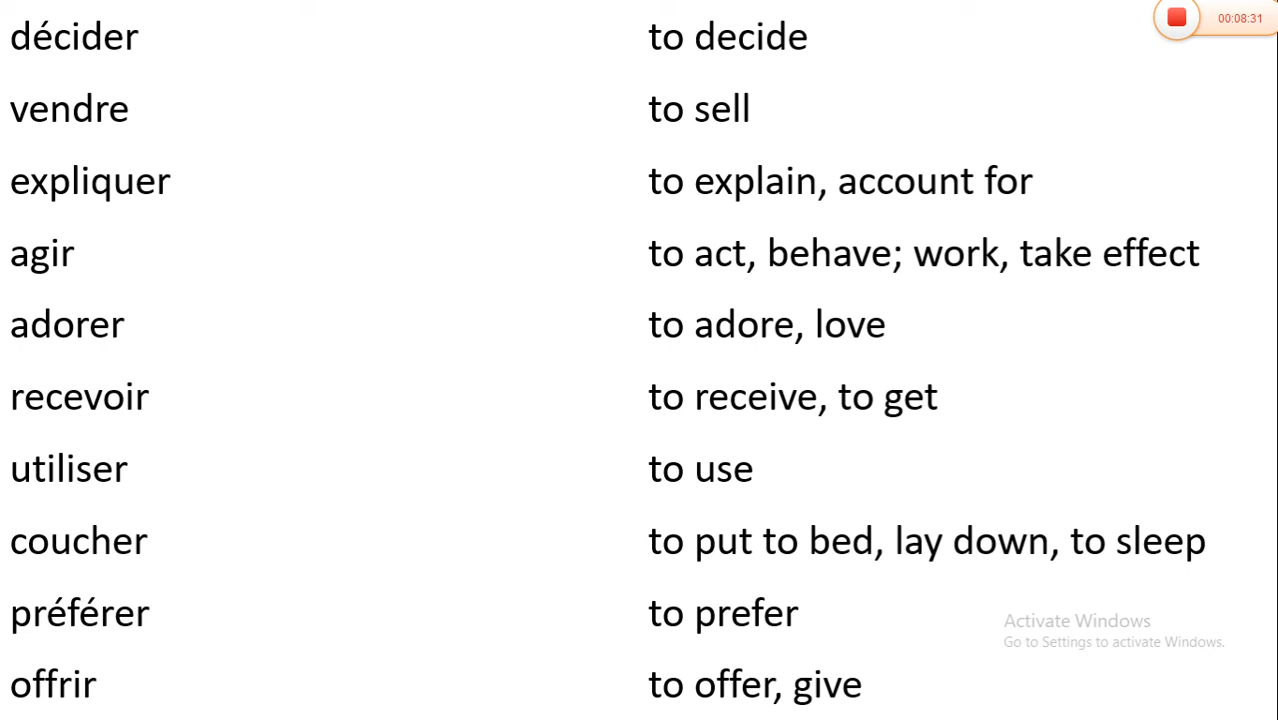 décider to decide
00:08:31
vendre to sell
expliquer to explain, account for
agir to act, behave; work, take effect
adorer to adore, love
recevoir to receive, to get
utiliser to use
coucher to put to bed, lay down, to sleep
préférer to prefer
Activate Windows
Go to Settings to activate Windows.
offrir to offer, give